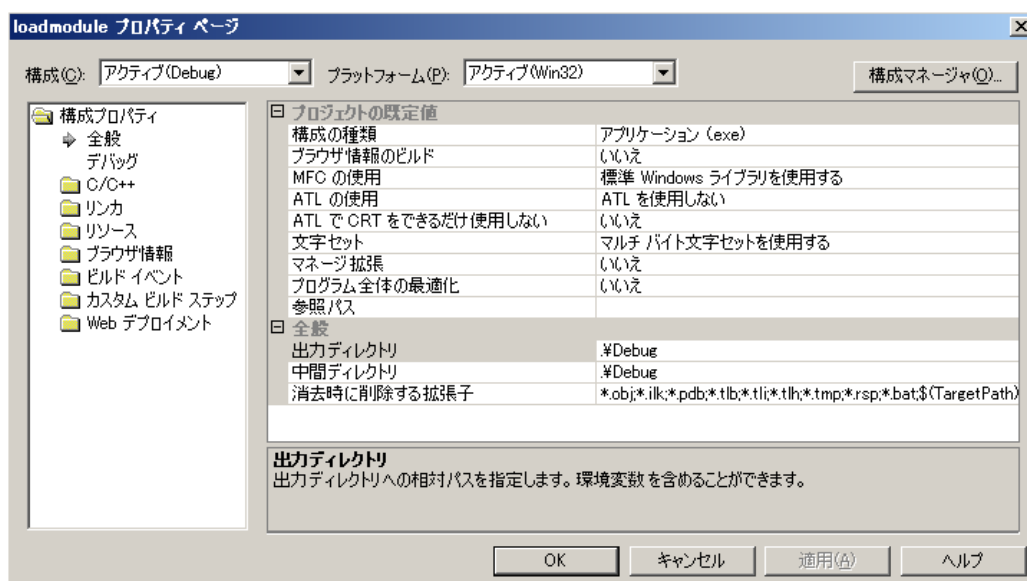 loadmodule プロパティ ページ
構成(C): アクティブ(Debug) プラットフォーム(P): アクティブ(Win32) 構成マネージャ(O)...
構成プロパティ
全般
デバッグ
C/C++
リンカ
リソース
ブラウザ情報
ビルド イベント
カスタム ビルド ステップ
Web デプロイメント
プロジェクトの既定値
構成の種類 アプリケーション (exe)
ブラウザ情報のビルド いいえ
MFC の使用 標準 Windows ライブラリを使用する
ATL の使用 ATL を使用しない
ATL で CRT をできるだけ使用しない いいえ
文字セット マルチ バイト文字セットを使用する
マネージ拡張 いいえ
プログラム全体の最適化 いいえ
参照パス
全般
出力ディレクトリ .¥Debug
中間ディレクトリ .¥Debug
消去時に削除する拡張子 *.obj;*.ilk;*.pdb;*.tlb;*.tli;*.tlh;*.tmp;*.rsp;*.bat;$(TargetPath)
出力ディレクトリ
出力ディレクトリへの相対パスを指定します。環境変数を含めることができます。
OK キャンセル 適用(A) ヘルプ